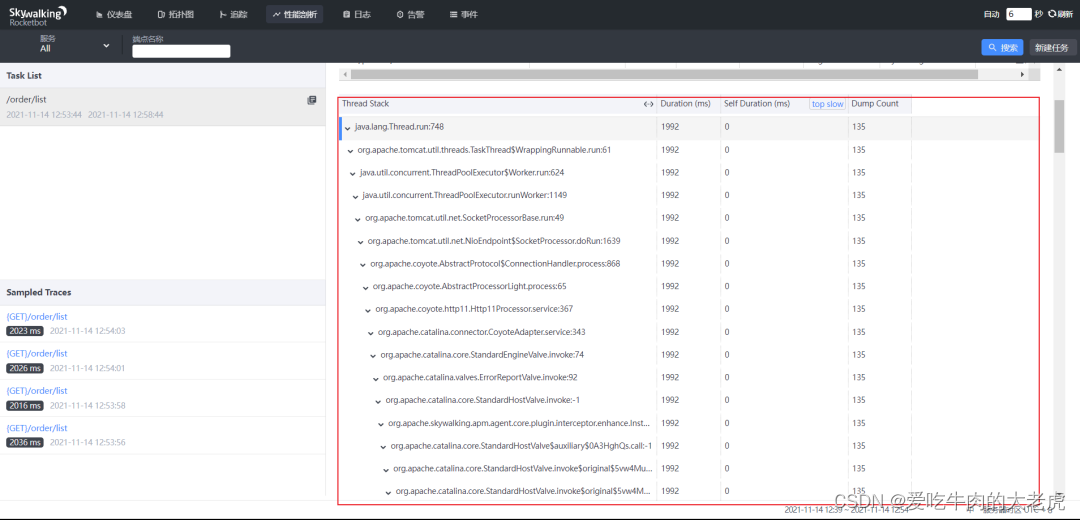 Skywalking
Rocketbot
仪表盘
拓扑图
追踪
性能剖析
日志
告警
事件
自动 6 秒 刷新
服务
All
端点名称
搜索
新建任务
Task List
/order/list
2021-11-14 12:53:44 2021-11-14 12:58:44
Sampled Traces
{GET}/order/list
2023 ms 2021-11-14 12:54:03
{GET}/order/list
2026 ms 2021-11-14 12:54:01
{GET}/order/list
2016 ms 2021-11-14 12:53:58
{GET}/order/list
2036 ms 2021-11-14 12:53:56
Thread Stack Duration (ms) Self Duration (ms) top slow Dump Count
java.lang.Thread.run:748 1992 0 135
org.apache.tomcat.util.threads.TaskThread$WrappingRunnable.run:61 1992 0 135
java.util.concurrent.ThreadPoolExecutor$Worker.run:624 1992 0 135
java.util.concurrent.ThreadPoolExecutor.runWorker:1149 1992 0 135
org.apache.tomcat.util.net.SocketProcessorBase.run:49 1992 0 135
org.apache.tomcat.util.net.NioEndpoint$SocketProcessor.doRun:1639 1992 0 135
org.apache.coyote.AbstractProtocol$ConnectionHandler.process:868 1992 0 135
org.apache.coyote.AbstractProcessorLight.process:65 1992 0 135
org.apache.coyote.http11.Http11Processor.service:367 1992 0 135
org.apache.catalina.connector.CoyoteAdapter.service:343 1992 0 135
org.apache.catalina.core.StandardEngineValve.invoke:74 1992 0 135
org.apache.catalina.valves.ErrorReportValve.invoke:92 1992 0 135
org.apache.catalina.core.StandardHostValve.invoke:-1 1992 0 135
org.apache.skywalking.apm.agent.core.plugin.interceptor.enhance.Inst... 1992 0 135
org.apache.catalina.core.StandardHostValve$auxiliary$0A3HghQs.call:-1 1992 0 135
org.apache.catalina.core.StandardHostValve.invoke$original$5vw4Mu... 1992 0 135
org.apache.catalina.core.StandardHostValve.invoke$original$5vw4M... 1992 0 135
2021-11-14 12:39 ~ 2021-11-14 12:54
CSDN @爱吃牛肉的大老虎